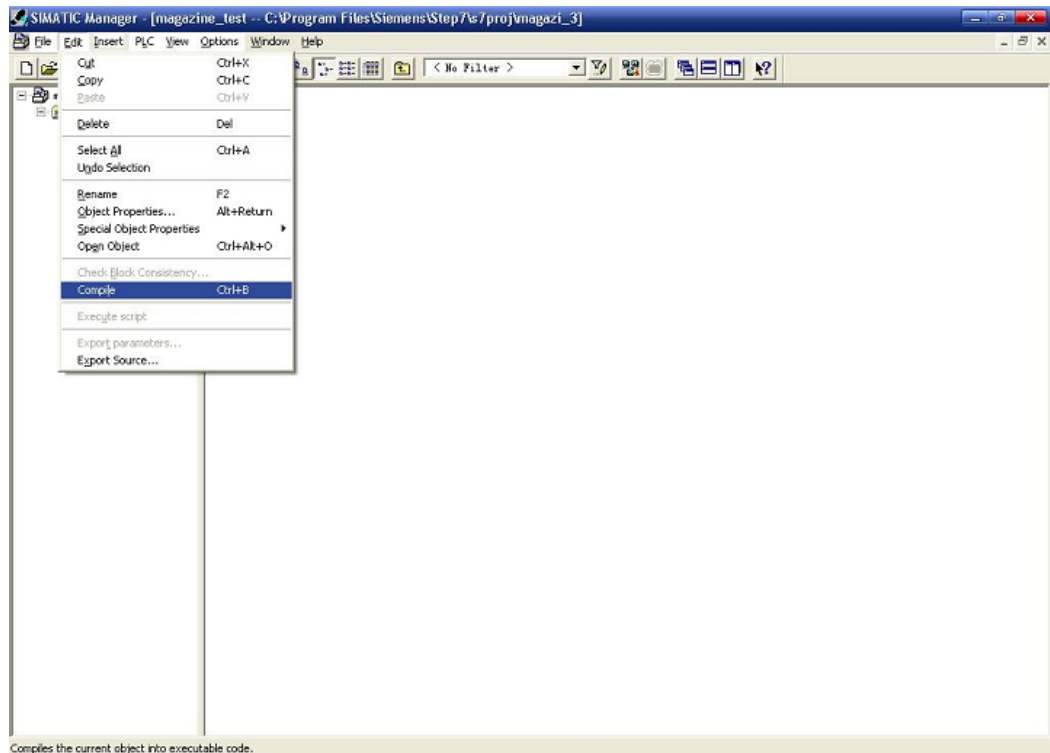 SIMATIC Manager - [magazine_test -- C:\Program Files\Siemens\Step7\s7proj\magazi_3]
File Edit Insert PLC View Options Window Help
< No Filter >
Cut Ctrl+X
Copy Ctrl+C
Paste Ctrl+V
Delete Del
Select All Ctrl+A
Undo Selection
Rename F2
Object Properties... Alt+Return
Special Object Properties
Open Object Ctrl+Alt+O
Check Block Consistency...
Compile Ctrl+B
Execute script
Export parameters...
Export Source...
Compiles the current object into executable code.